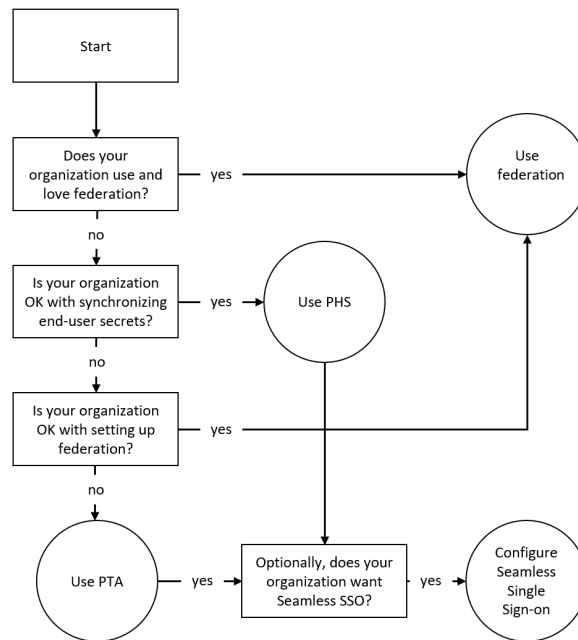 Start
Does your
organization use and
love federation?
yes
Use
federation
no
Is your organization
OK with synchronizing
end-user secrets?
yes
Use PHS
no
Is your organization
OK with setting up
federation?
yes
no
Use PTA
yes
Optionally, does your
organization want
Seamless SSO?
yes
Configure
Seamless
Single
Sign-on